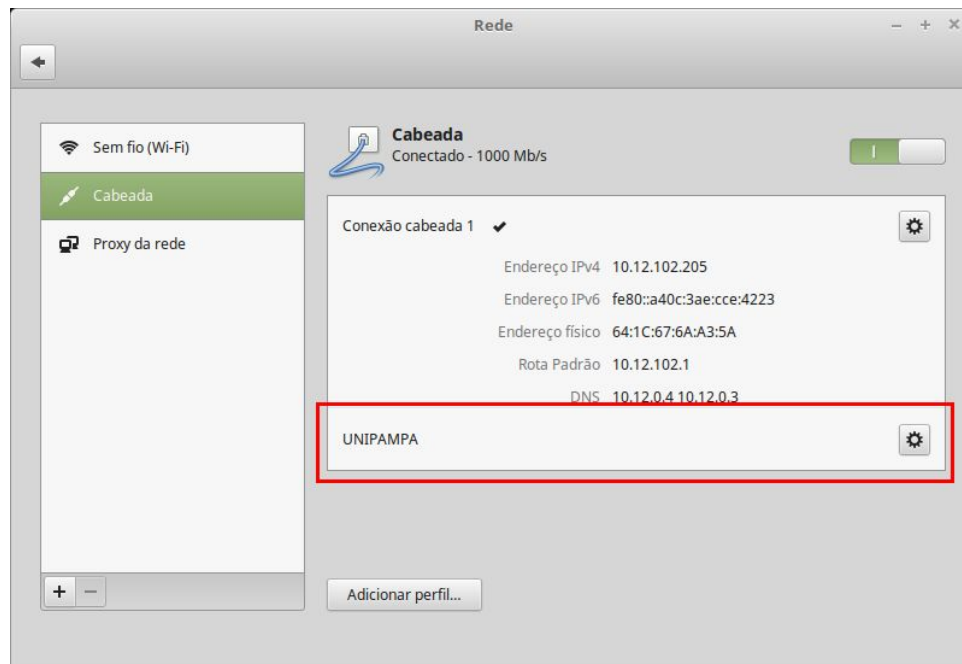 Rede
Sem fio (Wi-Fi)
Cabeada
Proxy da rede
Cabeada
Conectado - 1000 Mb/s
Conexão cabeada 1
Endereço IPv4 10.12.102.205
Endereço IPv6 fe80::a40c:3ae:cce:4223
Endereço físico 64:1C:67:6A:A3:5A
Rota Padrão 10.12.102.1
DNS 10.12.0.4 10.12.0.3
UNIPAMPA
Adicionar perfil...